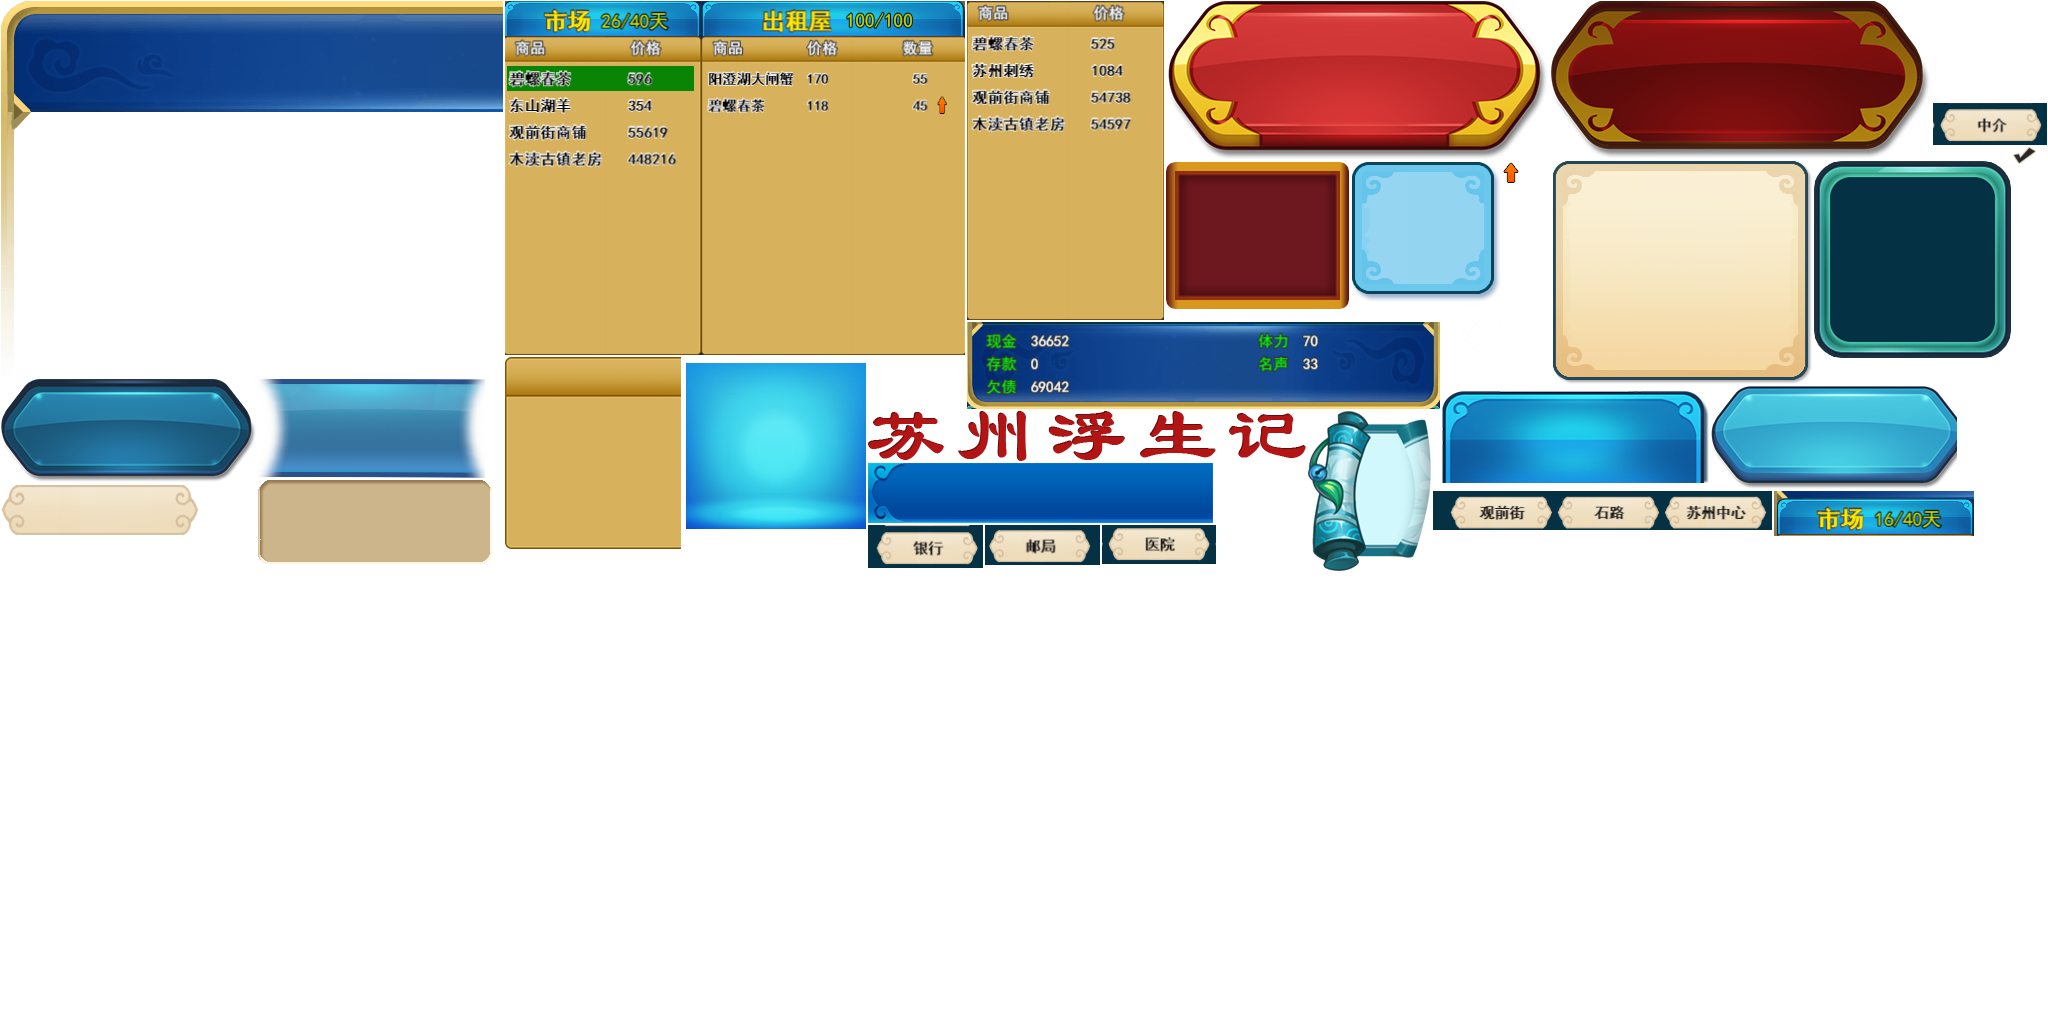 市场 26/40天
商品 价格
碧螺春茶 596
东山湖羊 354
观前街商铺 55619
木渎古镇老房 448216
出租屋 100/100
商品 价格 数量
阳澄湖大闸蟹 170 55
碧螺春茶 118 45
商品 价格
碧螺春茶 525
苏州刺绣 1084
观前街商铺 54738
木渎古镇老房 54597
中介
现金 36652 体力 70
存款 0 名声 33
欠债 69042
苏州浮生记
银行 邮局 医院
观前街 石路 苏州中心
市场 16/40天